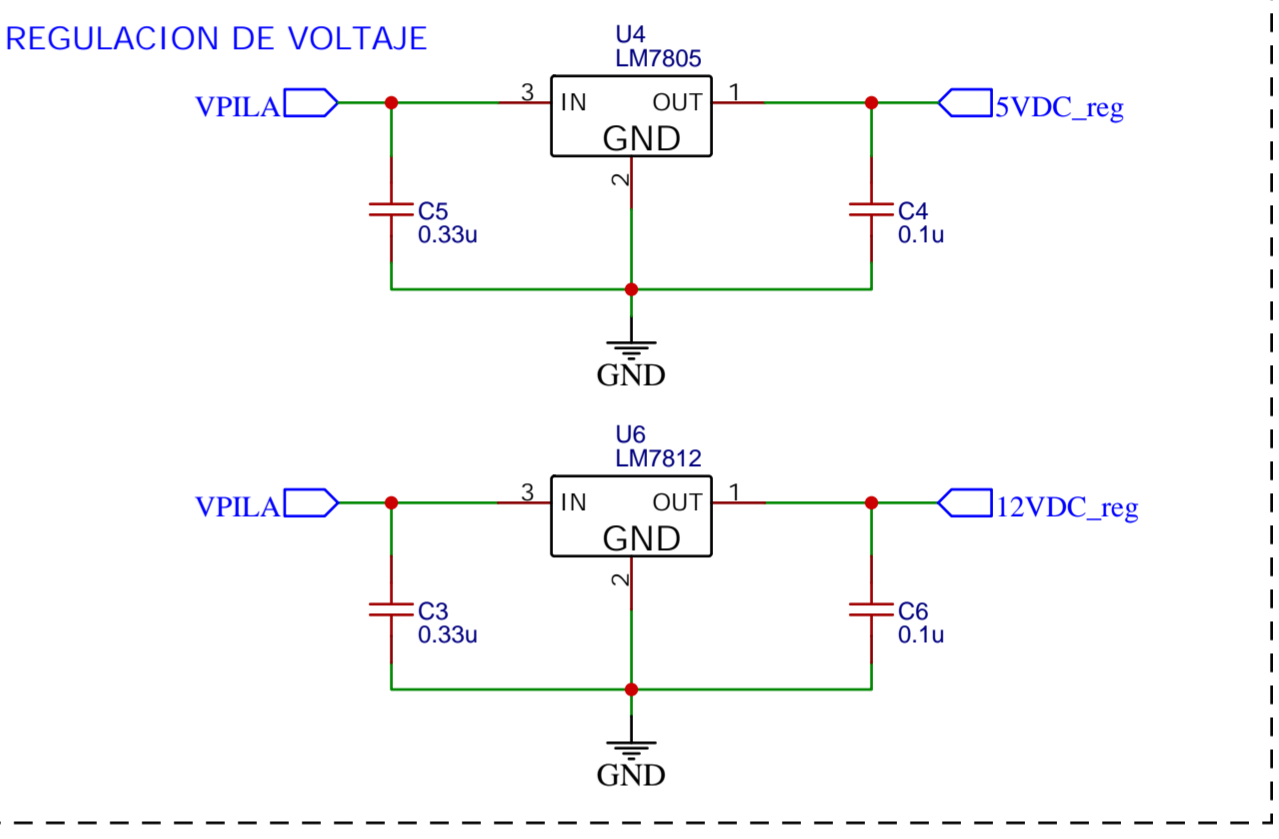 REGULACION DE VOLTAJE
U4
LM7805
VPILA
3
IN
OUT
1
5VDC_reg
GND
2
C5
0.33u
C4
0.1u
GND
U6
LM7812
VPILA
3
IN
OUT
1
12VDC_reg
GND
2
C3
0.33u
C6
0.1u
GND